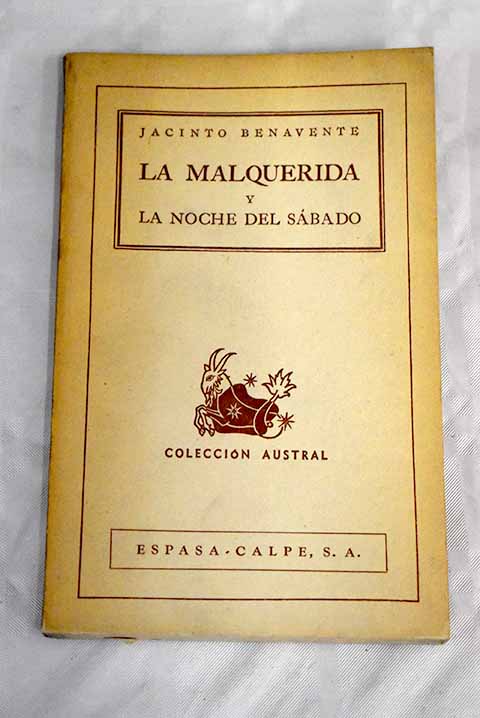 JACINTO BENAVENTE
LA MALQUERIDA
Y
LA NOCHE DEL SÁBADO
COLECCIÓN AUSTRAL
ESPASA-CALPE, S. A.